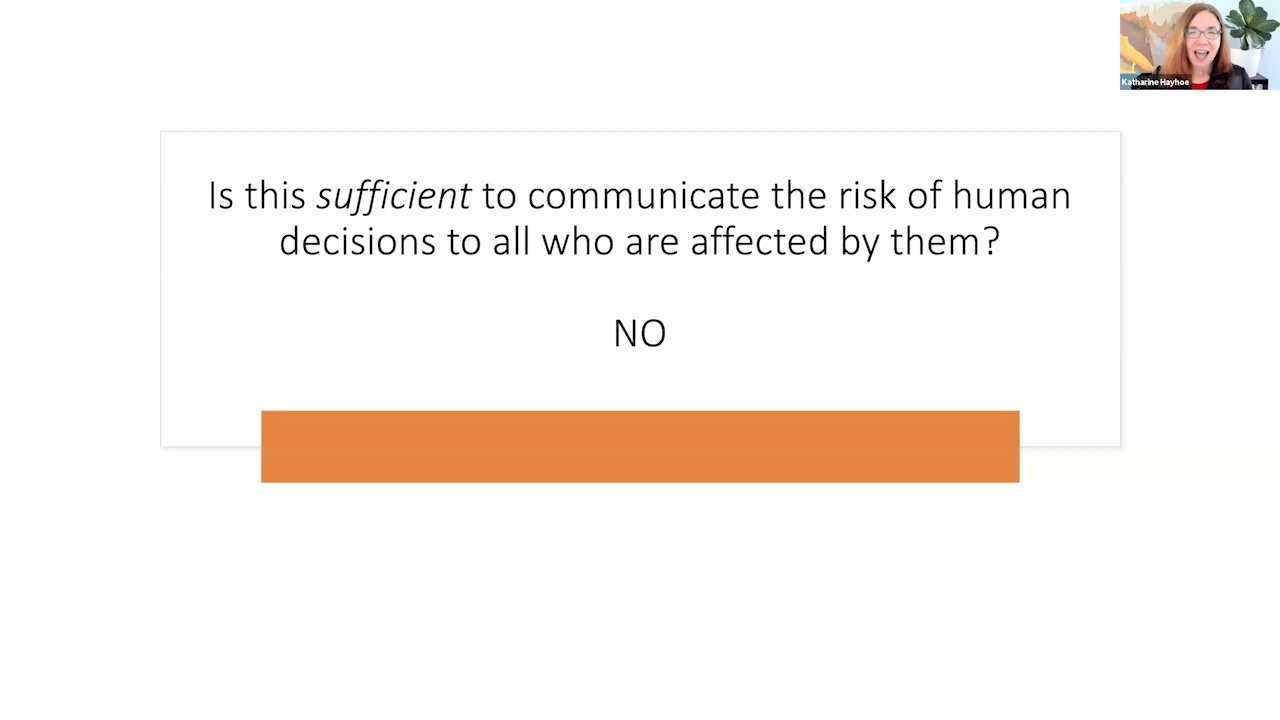 Katharine Hayhoe
Is this sufficient to communicate the risk of human
decisions to all who are affected by them?
NO